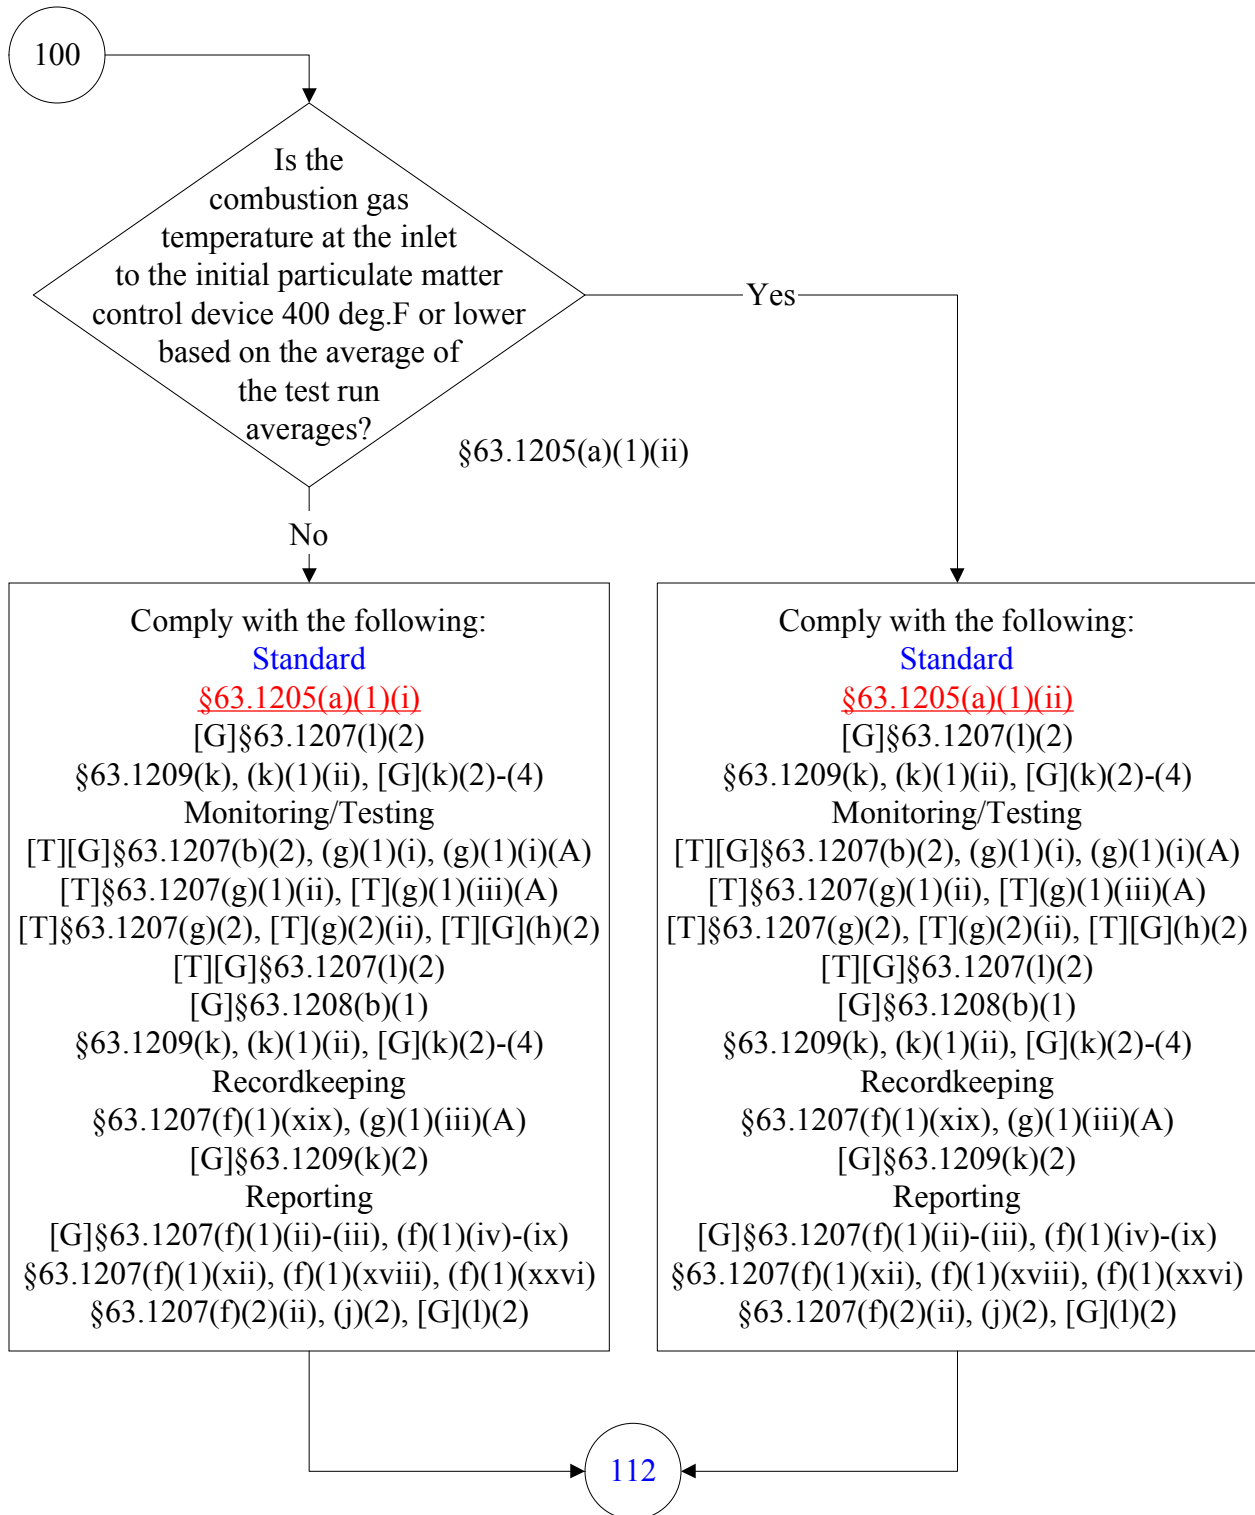 100
Is the
combustion gas
temperature at the inlet
to the initial particulate matter
control device 400 deg.F or lower
based on the average of
the test run
averages?
Yes
§63.1205(a)(1)(ii)
No
Comply with the following:
Standard
§63.1205(a)(1)(i)
[G]§63.1207(l)(2)
§63.1209(k), (k)(1)(ii), [G](k)(2)-(4)
Monitoring/Testing
[T][G]§63.1207(b)(2), (g)(1)(i), (g)(1)(i)(A)
[T]§63.1207(g)(1)(ii), [T](g)(1)(iii)(A)
[T]§63.1207(g)(2), [T](g)(2)(ii), [T][G](h)(2)
[T][G]§63.1207(l)(2)
[G]§63.1208(b)(1)
§63.1209(k), (k)(1)(ii), [G](k)(2)-(4)
Recordkeeping
§63.1207(f)(1)(xix), (g)(1)(iii)(A)
[G]§63.1209(k)(2)
Reporting
[G]§63.1207(f)(1)(ii)-(iii), (f)(1)(iv)-(ix)
§63.1207(f)(1)(xii), (f)(1)(xviii), (f)(1)(xxvi)
§63.1207(f)(2)(ii), (j)(2), [G](l)(2)
Comply with the following:
Standard
§63.1205(a)(1)(ii)
[G]§63.1207(l)(2)
§63.1209(k), (k)(1)(ii), [G](k)(2)-(4)
Monitoring/Testing
[T][G]§63.1207(b)(2), (g)(1)(i), (g)(1)(i)(A)
[T]§63.1207(g)(1)(ii), [T](g)(1)(iii)(A)
[T]§63.1207(g)(2), [T](g)(2)(ii), [T][G](h)(2)
[T][G]§63.1207(l)(2)
[G]§63.1208(b)(1)
§63.1209(k), (k)(1)(ii), [G](k)(2)-(4)
Recordkeeping
§63.1207(f)(1)(xix), (g)(1)(iii)(A)
[G]§63.1209(k)(2)
Reporting
[G]§63.1207(f)(1)(ii)-(iii), (f)(1)(iv)-(ix)
§63.1207(f)(1)(xii), (f)(1)(xviii), (f)(1)(xxvi)
§63.1207(f)(2)(ii), (j)(2), [G](l)(2)
112